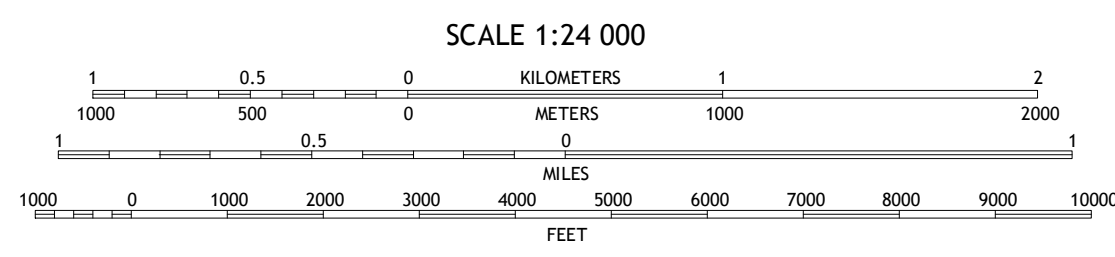 SCALE 1:24 000
1 0.5 0 KILOMETERS 1 2
1000 500 0 METERS 1000 2000
1 0.5 0 1
MILES
1000 0 1000 2000 3000 4000 5000 6000 7000 8000 9000 10000
FEET